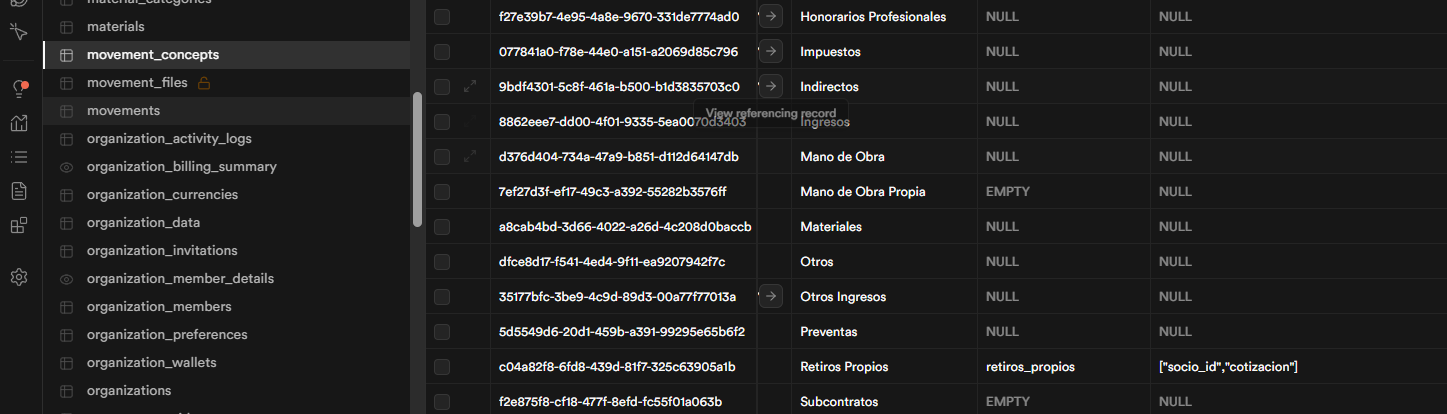 material_categories
materials
movement_concepts
movement_files
movements
organization_activity_logs
organization_billing_summary
organization_currencies
organization_data
organization_invitations
organization_member_details
organization_members
organization_preferences
organization_wallets
organizations
f27e39b7-4e95-4a8e-9670-331de7774ad0 Honorarios Profesionales NULL NULL
077841a0-f78e-44e0-a151-a2069d85c796 Impuestos NULL NULL
9bdf4301-5c8f-461a-b500-b1d3835703c0 Indirectos NULL NULL
View referencing record
8862eee7-dd00-4f01-9335-5ea0070d3403 Ingresos NULL NULL
d376d404-734a-47a9-b851-d112d64147db Mano de Obra NULL NULL
7ef27d3f-ef17-49c3-a392-55282b3576ff Mano de Obra Propia EMPTY NULL
a8cab4bd-3d66-4022-a26d-4c208d0baccb Materiales NULL NULL
dfce8d17-f541-4ed4-9f11-ea9207942f7c Otros NULL NULL
35177bfc-3be9-4c9d-89d3-00a77f77013a Otros Ingresos NULL NULL
5d5549d6-20d1-459b-a391-99295e65b6f2 Preventas NULL NULL
c04a82f8-6fd8-439d-81f7-325c63905a1b Retiros Propios retiros_propios ["socio_id","cotizacion"]
f2e875f8-cf18-477f-8efd-fc55f01a063b Subcontratos EMPTY NULL